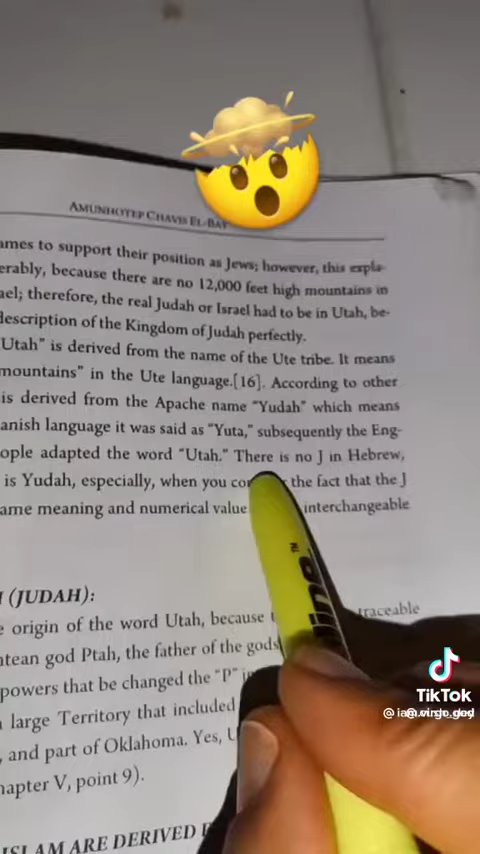 AMUNHOTEP CHAVIS EL-BAY
ames to support their position as Jews; however, this expla-
erably, because there are no 12,000 feet high mountains in
ael; therefore, the real Judah or Israel had to be in Utah, be-
description of the Kingdom of Judah perfectly.
Utah" is derived from the name of the Ute tribe. It means
mountains" in the Ute language.[16]. According to other
is derived from the Apache name "Yudah" which means
anish language it was said as "Yuta," subsequently the Eng-
ople adapted the word "Utah." There is no J in Hebrew,
is Yudah, especially, when you the fact that the J
ame meaning and numerical value interchangeable
(JUDAH):
e origin of the word Utah, because traceable
tean god Ptah, the father of the gods
powers that be changed the "P"
large Territory that included
, and part of Oklahoma. Yes,
hapter V, point 9).
ISLAM ARE DERIVED
TikTok